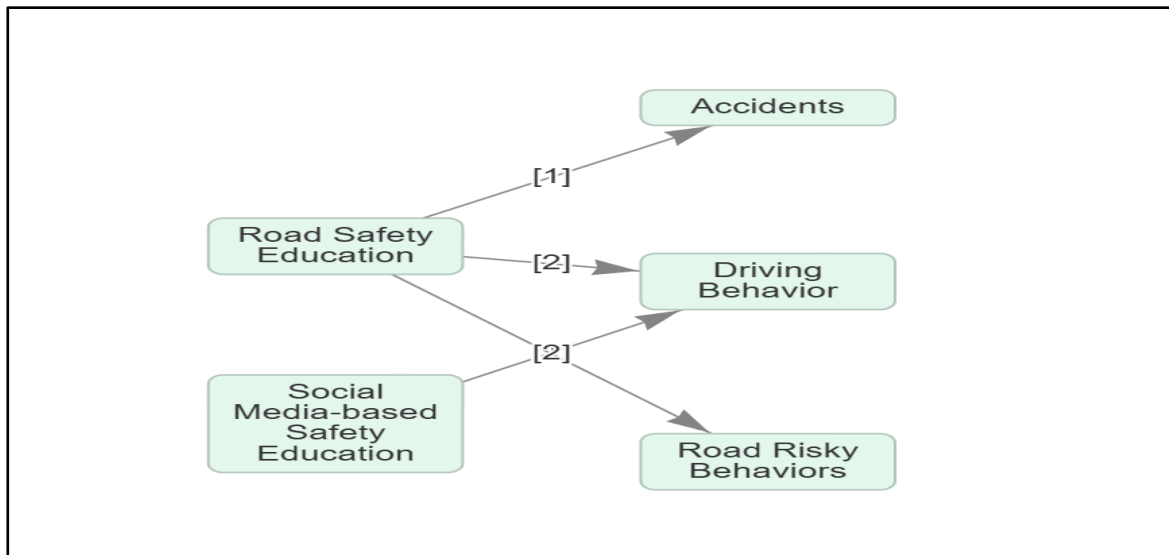 Accidents
[1]
Road Safety
Education
[2]
Driving
Behavior
[2]
Social
Media-based
Safety
Education
Road Risky
Behaviors